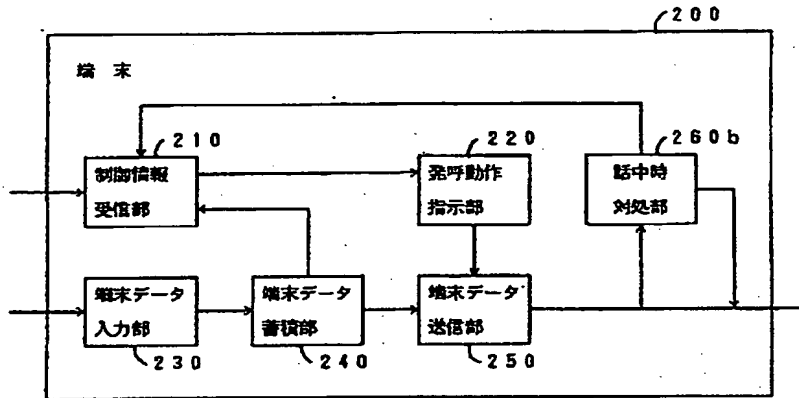 200
端 末
210
制御情報
受信部
220
発呼動作
指示部
260b
話中時
対処部
端末データ
入力部
230
端末データ
蓄積部
240
端末データ
送信部
250